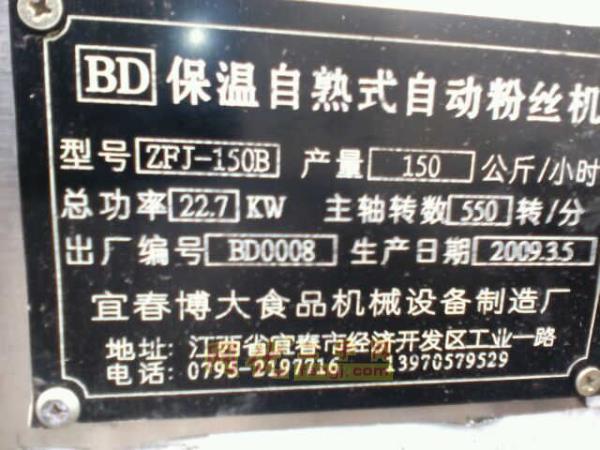 BD 保温自熟式自动粉丝机
型号 ZFJ-150B 产量 150 公斤/小时
总功率 22.7 KW 主轴转数 550 转/分
出厂编号 BD0008 生产日期 2009.3.5
宜春博大食品机械设备制造厂
地址: 江西省宜春市经济开发区工业一路
电话: 0795-2197716 13970579529